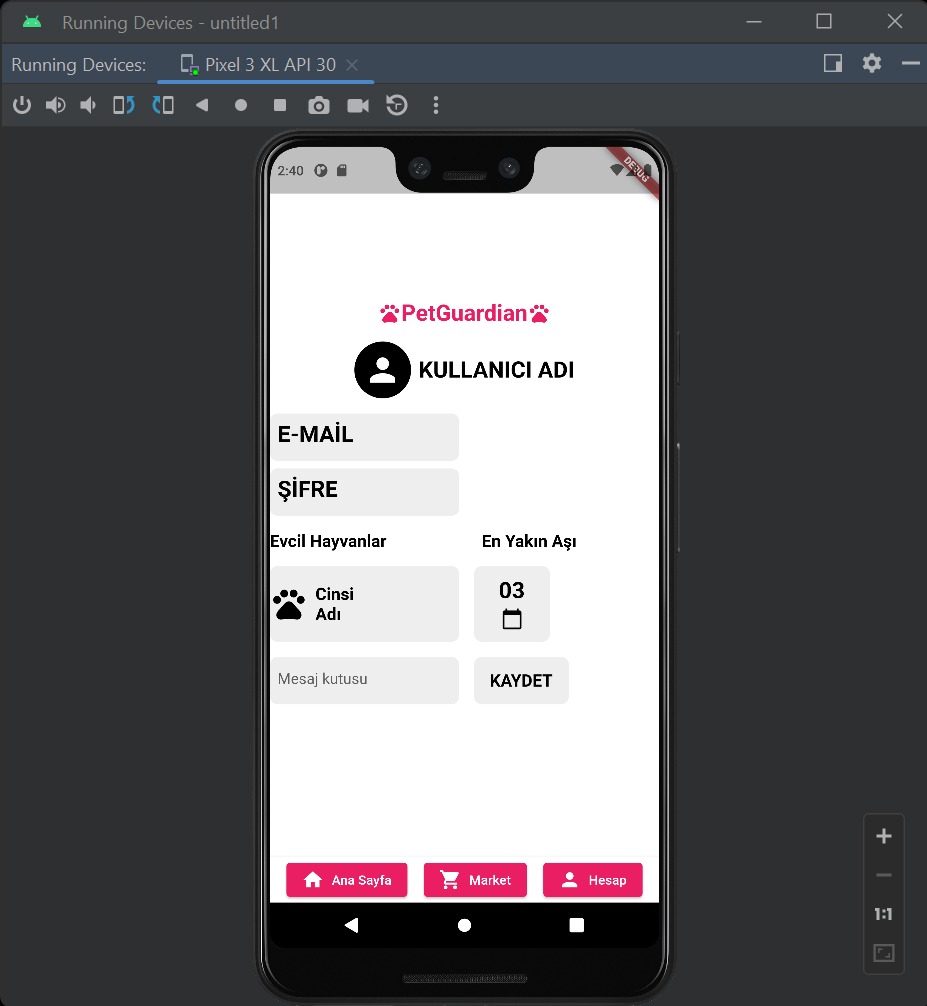 Running Devices - untitled1
Running Devices: Pixel 3 XL API 30
2:40
DEBUG
PetGuardian
KULLANICI ADI
E-MAİL
ŞİFRE
Evcil Hayvanlar En Yakın Aşı
Cinsi
Adı
03
Mesaj kutusu KAYDET
Ana Sayfa Market Hesap
1:1